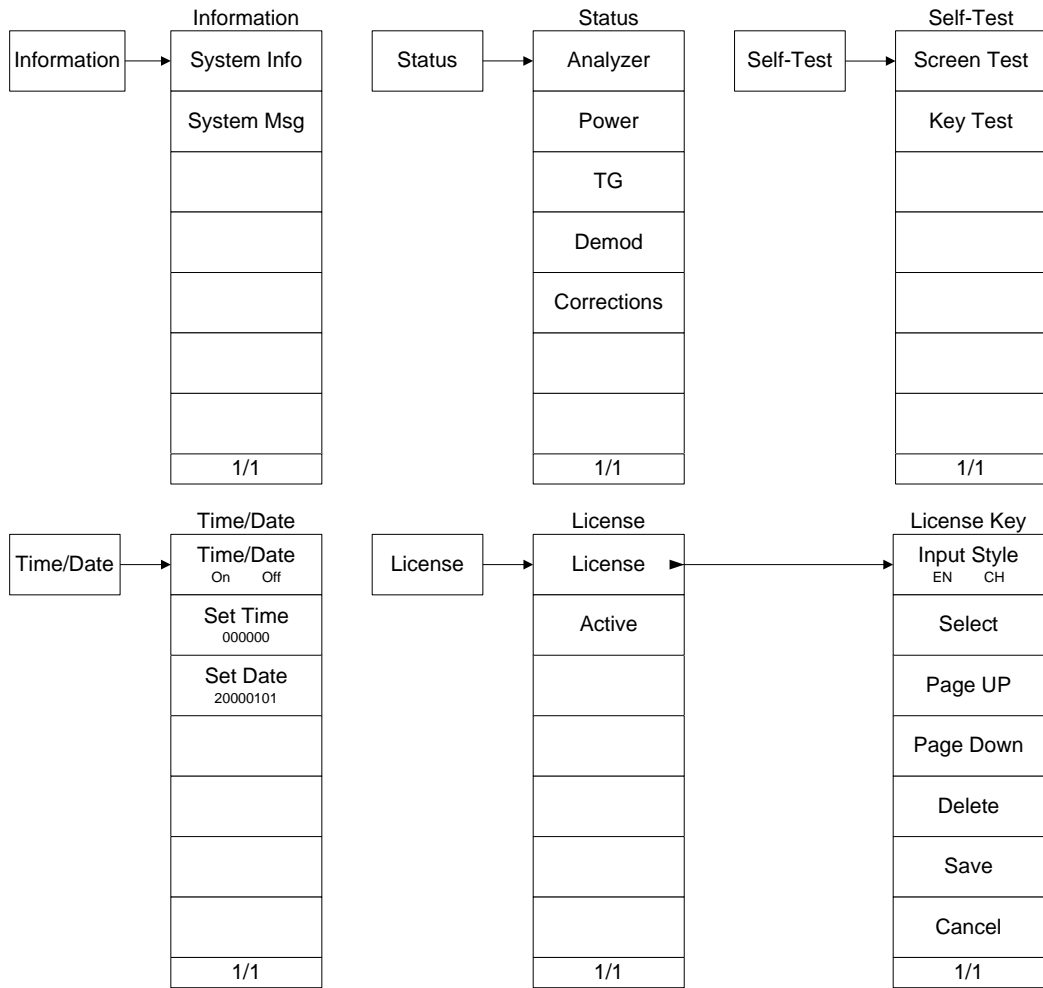 Information
Information
System Info
System Msg
1/1
Status
Status
Analyzer
Power
TG
Demod
Corrections
1/1
Self-Test
Self-Test
Screen Test
Key Test
1/1
Time/Date
Time/Date
Time/Date
On Off
Set Time
000000
Set Date
20000101
1/1
License
License
License
Active
1/1
License Key
Input Style
EN CH
Select
Page UP
Page Down
Delete
Save
Cancel
1/1